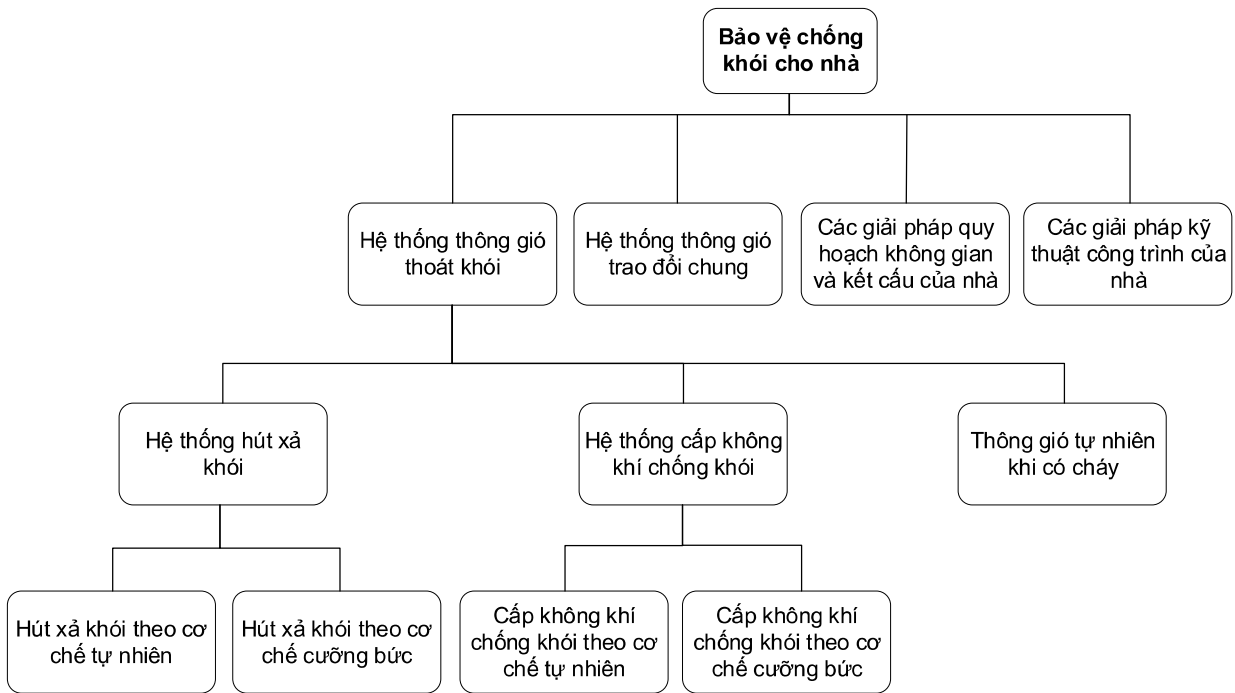 Bảo vệ chống
khói cho nhà
Hệ thống thông gió
thoát khói
Hệ thống thông gió
trao đổi chung
Các giải pháp quy
hoạch không gian
và kết cấu của nhà
Các giải pháp kỹ
thuật công trình của
nhà
Hệ thống hút xả
khói
Hệ thống cấp không
khí chống khói
Thông gió tự nhiên
khi có cháy
Hút xả khói theo cơ
chế tự nhiên
Hút xả khói theo cơ
chế cưỡng bức
Cấp không khí
chống khói theo cơ
chế tự nhiên
Cấp không khí
chống khói theo cơ
chế cưỡng bức